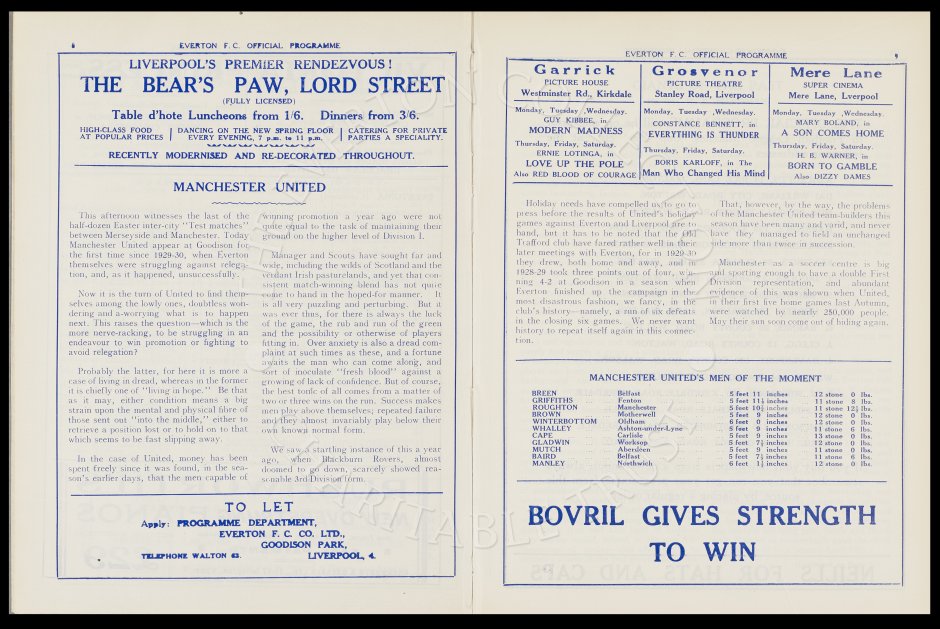 8
EVERTON F.C. OFFICIAL PROGRAMME
LIVERPOOL'S PREMIER RENDEZVOUS!
THE BEAR'S PAW, LORD STREET
(FULLY LICENSED)
Table d'hote Luncheons from 1/6. Dinners from 3/6.
HIGH-CLASS FOOD
AT POPULAR PRICES
DANCING ON THE NEW SPRING FLOOR
EVERY EVENING, 7 p.m. to 11 p.m.
CATERING FOR PRIVATE
PARTIES A SPECIALITY.
RECENTLY MODERNISED AND RE-DECORATED THROUGHOUT.
MANCHESTER UNITED
This afternoon witnesses the last of the
half-dozen Easter inter-city "Test matches"
between Merseyside and Manchester. Today
Manchester United appear at Goodison for
the first time since 1929-30, when Everton
themselves were struggling against relega-
tion, and, as it happened, unsuccessfully.
Now it is the turn of United to find them-
selves among the lowly ones, doubtless won-
dering and a-worrying what is to happen
next. This raises the question—which is the
more nerve-racking, to be struggling in an
endeavour to win promotion or fighting to
avoid relegation?
Probably the latter, for here it is more a
case of living in dread, whereas in the former
it is chiefly one of "living in hope." Be that
as it may, either condition means a big
strain upon the mental and physical fibre of
those sent out "into the middle," either to
retrieve a position lost or to hold on to that
which seems to be fast slipping away.
In the case of United, money has been
spent freely since it was found, in the sea-
son's earlier days, that the men capable of
winning promotion a year ago were not
quite equal to the task of maintaining their
ground on the higher level of Division I.
Manager and Scouts have sought far and
wide, including the wilds of Scotland and the
verdant Irish pasturelands, and yet that con-
sistent match-winning blend has not quite
come to hand in the hoped-for manner. It
is all very puzzling and perturbing. But it
was ever thus, for there is always the luck
of the game, the rub and run of the green
and the possibility or otherwise of players
fitting in. Over anxiety is also a dread com-
plaint at such times as these, and a fortune
awaits the man who can come along, and
sort of inoculate "fresh blood" against a
growing of lack of confidence. But of course,
the best tonic of all comes from a matter of
two or three wins on the run. Success makes
men play above themselves; repeated failure
and they almost invariably play below their
own known normal form.
We saw a startling instance of this a year
ago, when Blackburn Rovers, almost
doomed to go down, scarcely showed rea-
sonable 3rd Division form.
TO LET
Apply: PROGRAMME DEPARTMENT,
EVERTON F. C. CO. LTD.,
GOODISON PARK,
TELEPHONE WALTON 63. LIVERPOOL, 4.
EVERTON F.C. OFFICIAL PROGRAMME
9
Garrick
PICTURE HOUSE
Westminster Rd., Kirkdale
Monday, Tuesday ,Wednesday.
GUY KIBBEE, in
MODERN MADNESS
Thursday, Friday, Saturday.
ERNIE LOTINGA, in
LOVE UP THE POLE
Also RED BLOOD OF COURAGE
Grosvenor
PICTURE THEATRE
Stanley Road, Liverpool
Monday, Tuesday ,Wednesday.
CONSTANCE BENNETT, in
EVERYTHING IS THUNDER
Thursday, Friday, Saturday.
BORIS KARLOFF, in The
Man Who Changed His Mind
Mere Lane
SUPER CINEMA
Mere Lane, Lverpool
Monday, Tuesday ,Wednesday.
MARY BOLAND, in
A SON COMES HOME
Thursday, Friday, Saturday.
H. B. WARNER, in
BORN TO GAMBLE
Also DIZZY DAMES
Holiday needs have compelled us to go to
press before the results of United's holiday
games against Everton and Liverpool are to
hand, but it has to be noted that the Old
Trafford club have fared rather well in their
later meetings with Everton, for in 1929-30
they drew, both home and away, and in
1928-29 took three points out of four, win-
ning 4-2 at Goodison in a season when
Everton finished up the campaign in the
most disastrous fashion, we fancy, in the
club's history—namely, a run of six defeats
in the closing six games. We never want
history to repeat itself again in this connec-
tion.
That, however, by the way, the problems
of the Manchester United team-builders this
season have been many and varid, and never
have they managed to field an unchanged
side more than twice in succession.
Manchester as a soccer centre is big
and sporting enough to have a double First
Division representation, and abundant
evidence of this was shown when United,
in their first five home games last Autumn,
were watched by nearly 250,000 people.
May their sun soon come out of hiding again.
MANCHESTER UNITED'S MEN OF THE MOMENT
BREEN Belfast 5 feet 11 inches 12 stone 0 lbs.
GRIFFITHS Fenton 5 feet 11½ inches 11 stone 8 lbs.
ROUGHTON Manchester 5 feet 10½ inches 11 stone 12½ lbs.
BROWN Motherwell 5 feet 9 inches 12 stone 0 lbs.
WINTERBOTTOM Oldham 6 feet 0 inches 12 stone 6 lbs.
WHALLEY Ashton-under-Lyne 5 feet 9 inches 11 stone 6 lbs.
CAPE Carlisle 5 feet 9 inches 13 stone 0 lbs.
GLADWIN Worksop 5 feet 7½ inches 12 stone 0 lbs.
MUTCH Aberdeen 5 feet 9 inches 11 stone 0 lbs.
BAIRD Belfast 5 feet 7½ inches 11 stone 6 lbs.
MANLEY Northwich 6 feet 1½ inches 12 stone 0 lbs.
BOVRIL GIVES STRENGTH
TO WIN